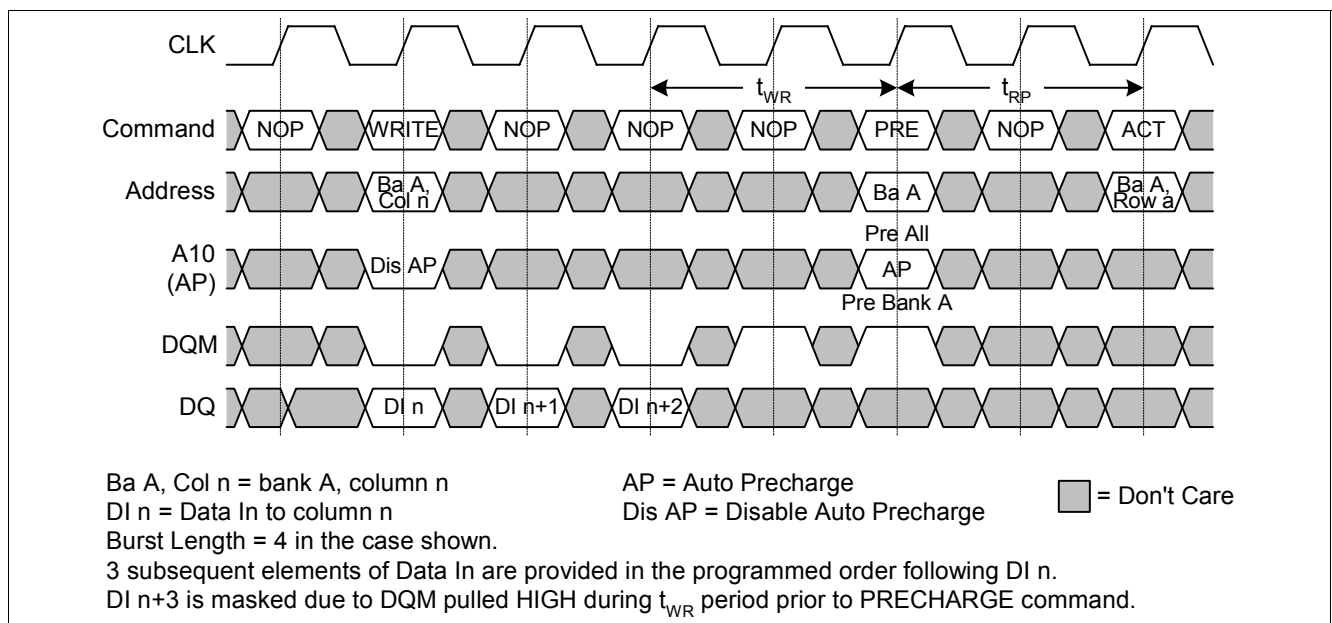 CLK
tWR tRP
Command NOP WRITE NOP NOP NOP PRE NOP ACT
Address Ba A, Col n Ba A Ba A, Row a
Pre All
A10 (AP) Dis AP AP
Pre Bank A
DQM
DQ DI n DI n+1 DI n+2
Ba A, Col n = bank A, column n
AP = Auto Precharge
= Don't Care
DI n = Data In to column n
Dis AP = Disable Auto Precharge
Burst Length = 4 in the case shown.
3 subsequent elements of Data In are provided in the programmed order following DI n.
DI n+3 is masked due to DQM pulled HIGH during tWR period prior to PRECHARGE command.